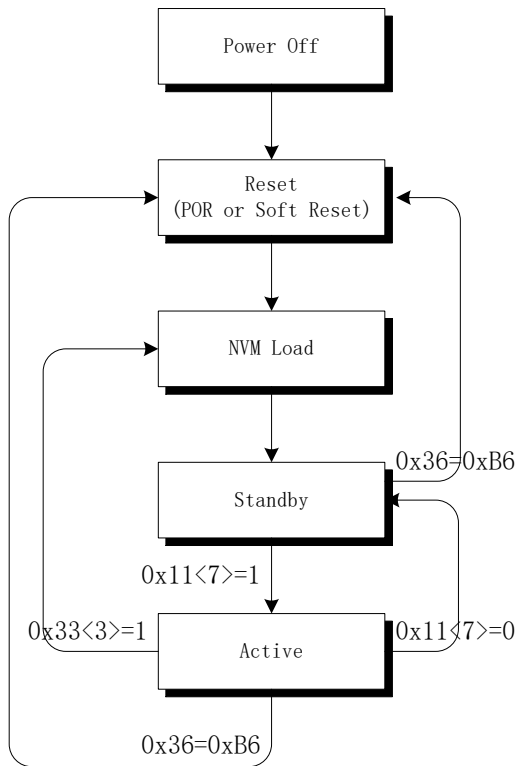 Power Off
Reset
(POR or Soft Reset)
NVM Load
0x36=0xB6
Standby
0x11<7>=1
0x33<3>=1
Active
0x11<7>=0
0x36=0xB6